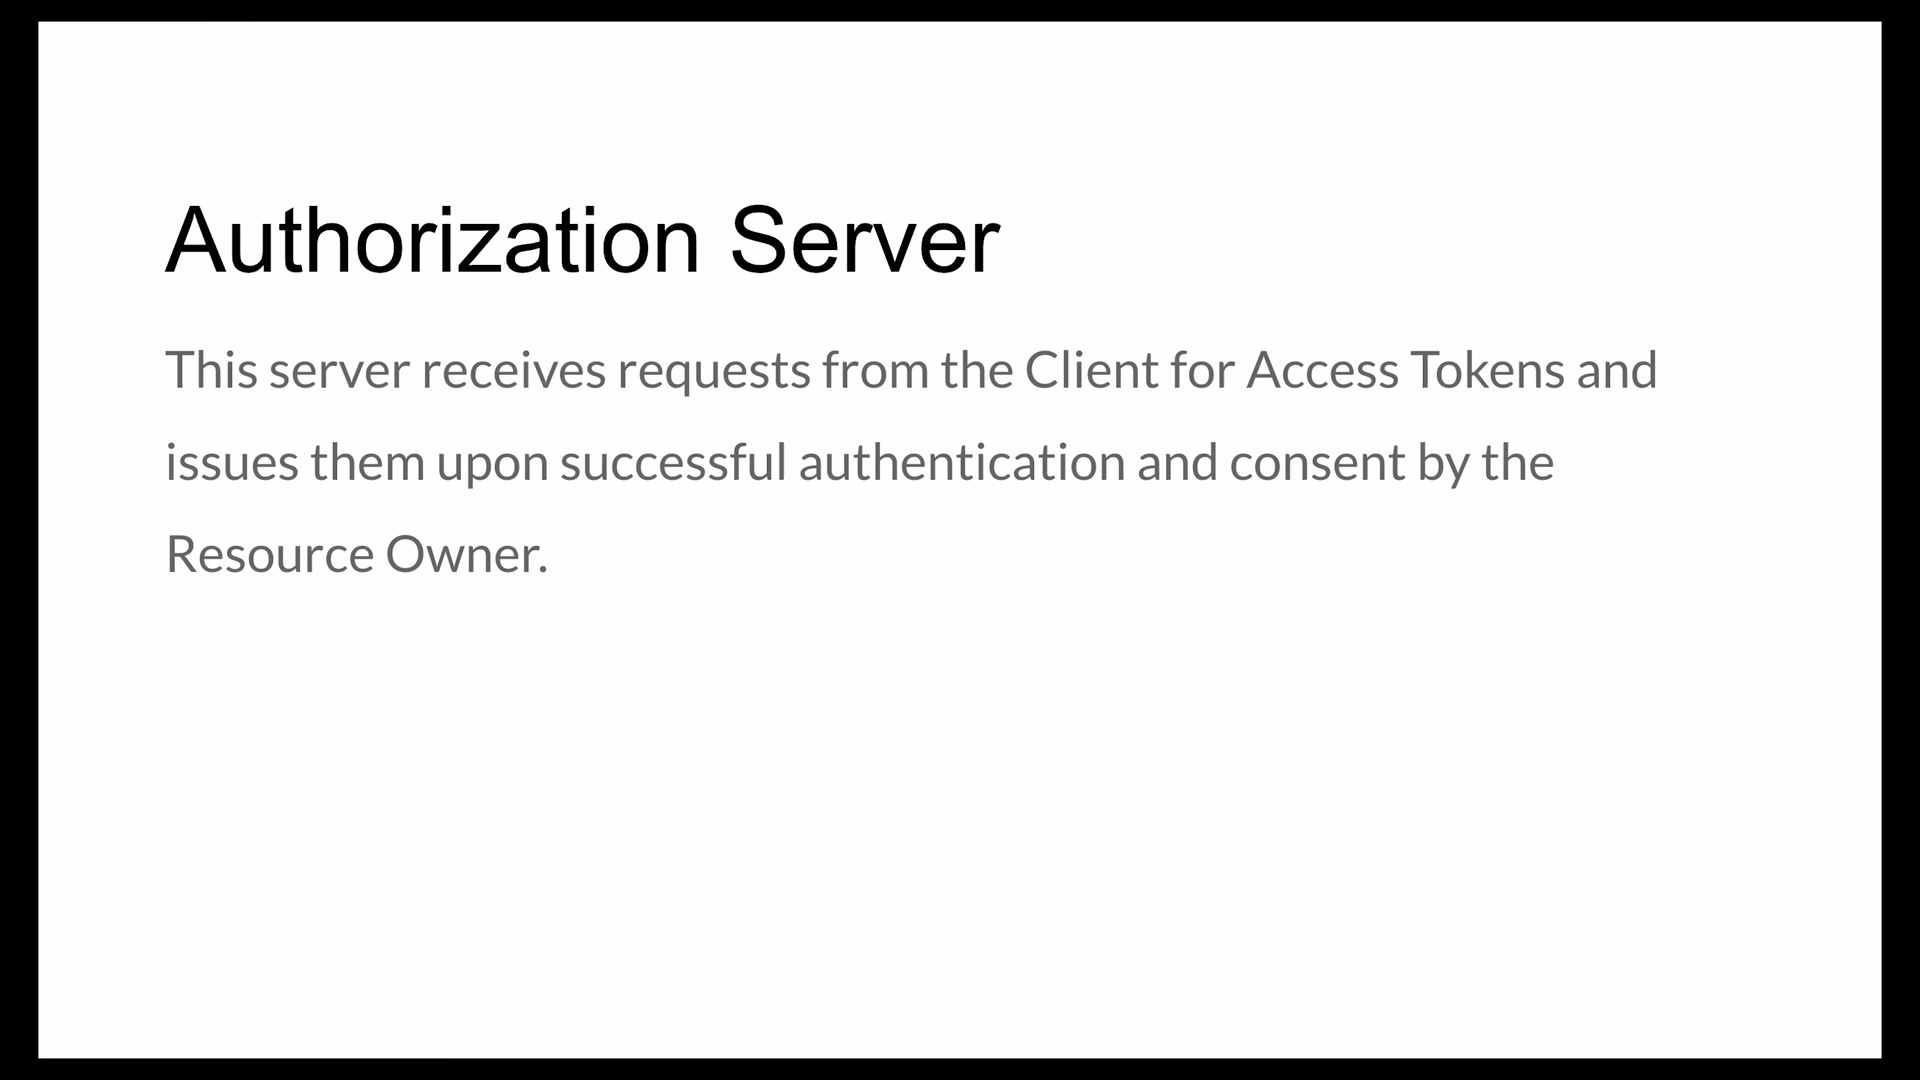 Authorization Server
This server receives requests from the Client for Access Tokens and
issues them upon successful authentication and consent by the
Resource Owner.